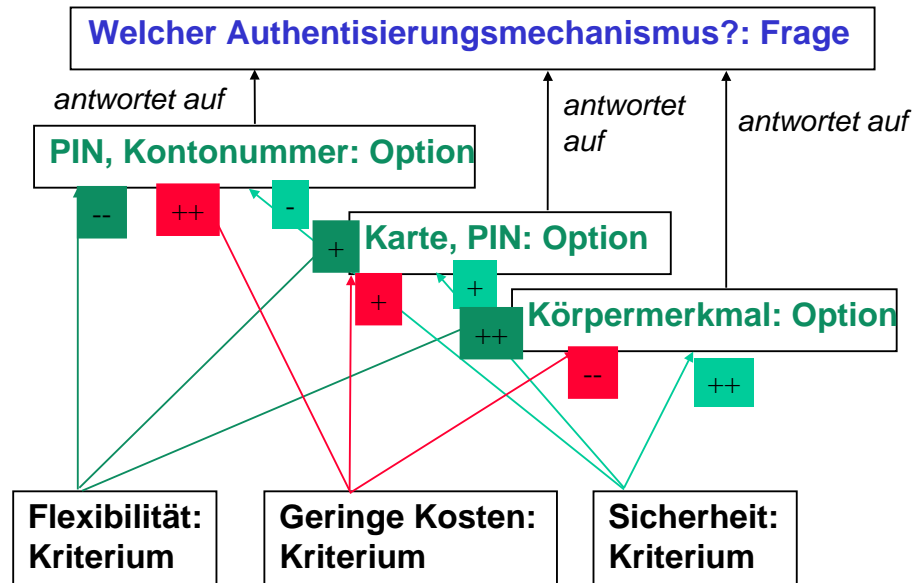 Welcher Authentisierungsmechanismus?: Frage
antwortet auf
antwortet
auf
antwortet auf
PIN, Kontonummer: Option
--
++
-
+
Karte, PIN: Option
+
+
++
Körpermerkmal: Option
--
++
Flexibilität:
Kriterium
Geringe Kosten:
Kriterium
Sicherheit:
Kriterium